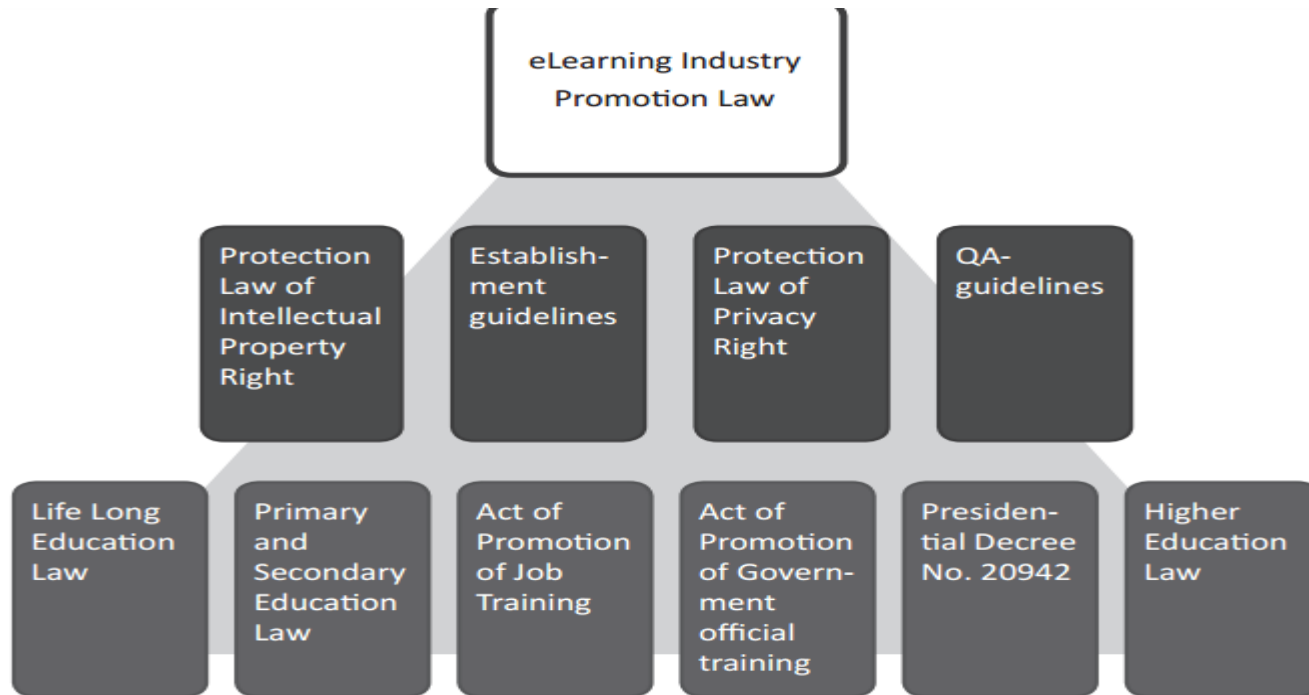 eLearning Industry
Promotion Law
Protection
Law of
Intellectual
Property
Right
Establish-
ment
guidelines
Protection
Law of
Privacy
Right
QA-
guidelines
Life Long
Education
Law
Primary
and
Secondary
Education
Law
Act of
Promotion
of Job
Training
Act of
Promotion
of Govern-
ment
official
training
Presiden-
tial Decree
No. 20942
Higher
Education
Law